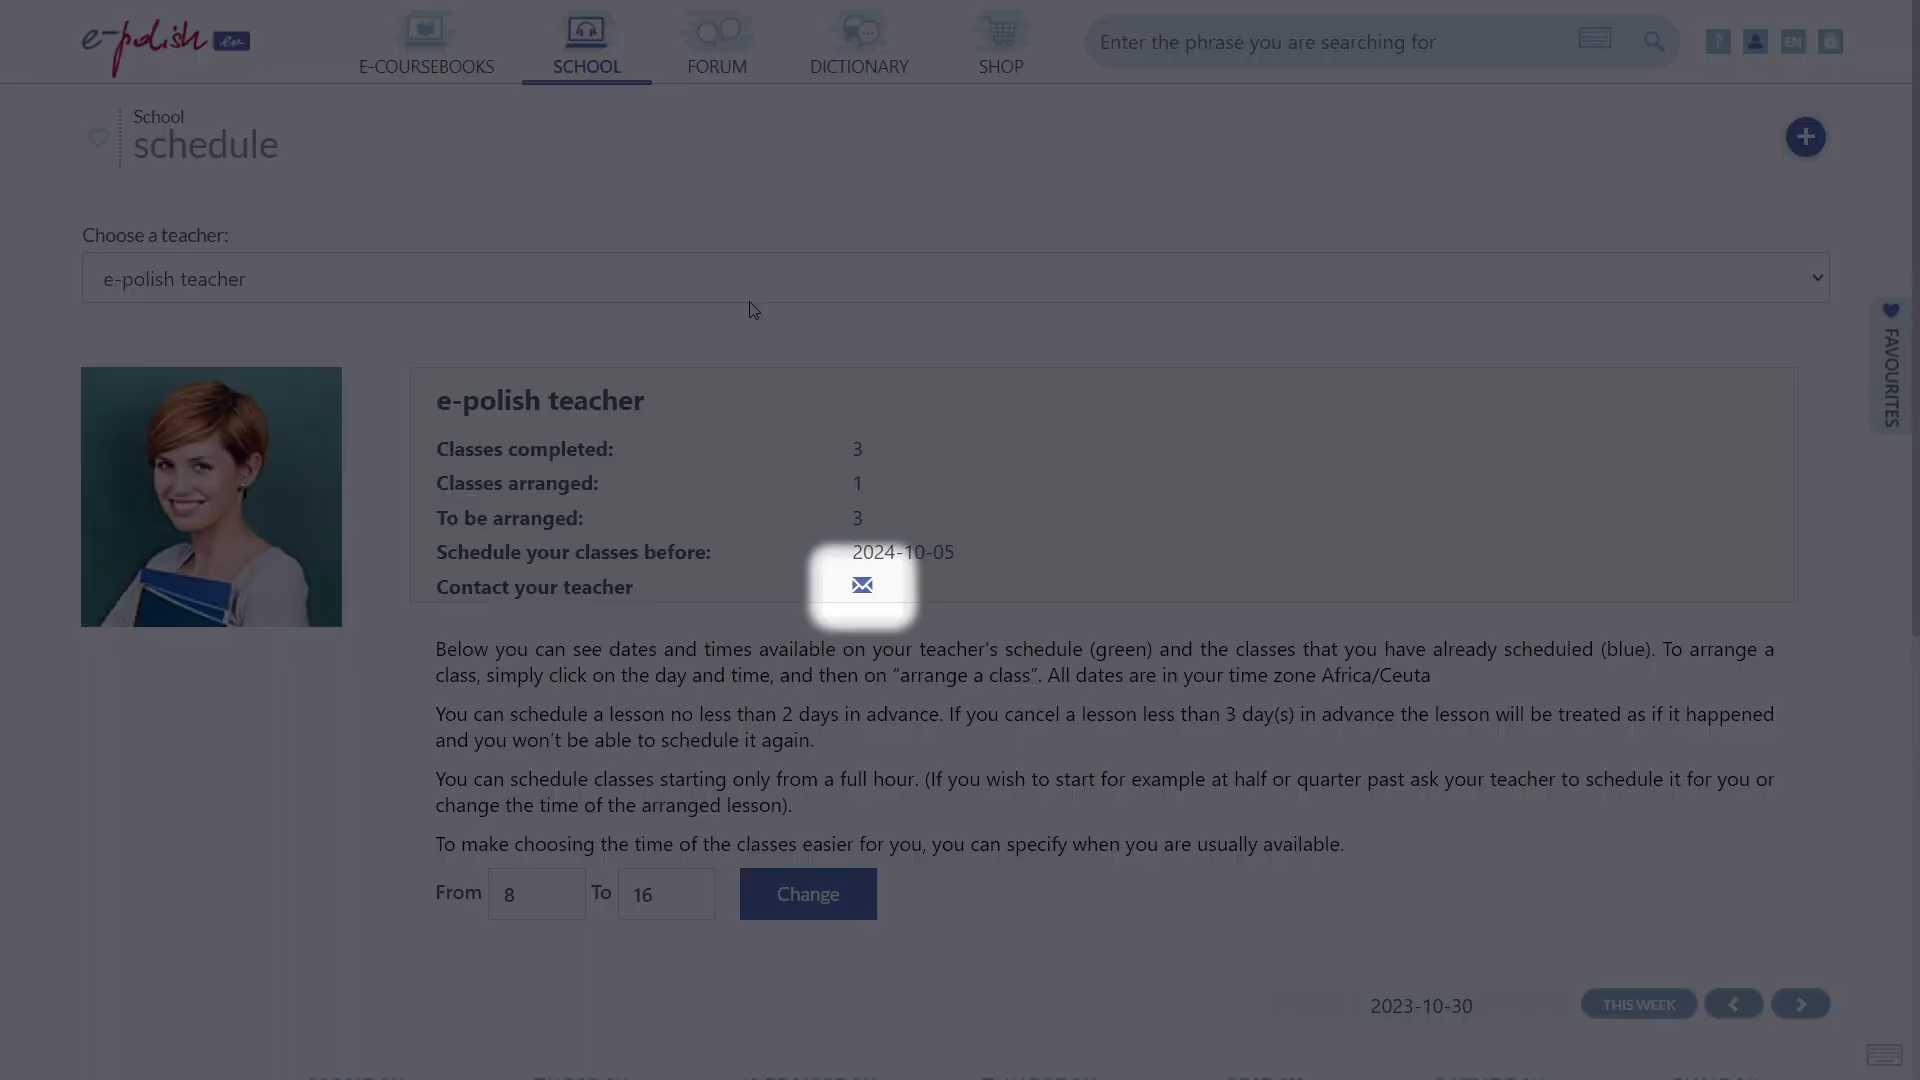 e-polish eu
E-COURSEBOOKS
SCHOOL
FORUM
DICTIONARY
SHOP
Enter the phrase you are searching for
?
EN
School
schedule
+
Choose a teacher:
e-polish teacher
FAVOURITES
e-polish teacher
Classes completed: 3
Classes arranged: 1
To be arranged: 3
Schedule your classes before: 2024-10-05
Contact your teacher
Below you can see dates and times available on your teacher's schedule (green) and the classes that you have already scheduled (blue). To arrange a
class, simply click on the day and time, and then on “arrange a class”. All dates are in your time zone Africa/Ceuta
You can schedule a lesson no less than 2 days in advance. If you cancel a lesson less than 3 day(s) in advance the lesson will be treated as if it happened
and you won’t be able to schedule it again.
You can schedule classes starting only from a full hour. (If you wish to start for example at half or quarter past ask your teacher to schedule it for you or
change the time of the arranged lesson).
To make choosing the time of the classes easier for you, you can specify when you are usually available.
From 8 To 16 Change
2023-10-30 THIS WEEK